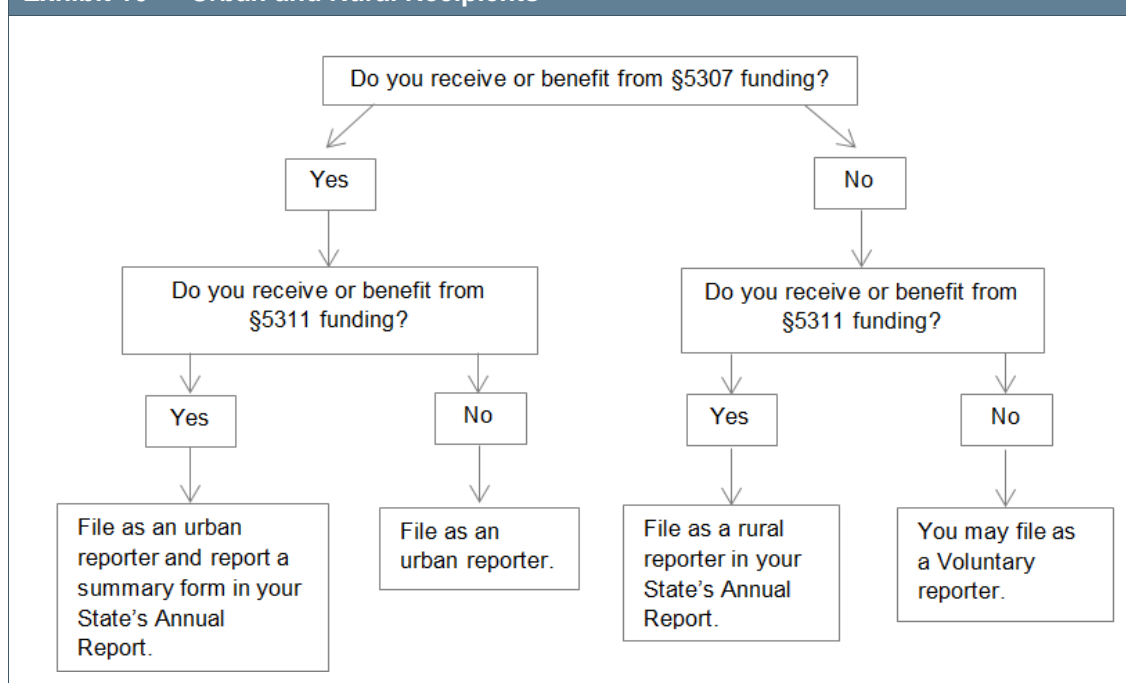 Do you receive or benefit from §5307 funding?
Yes
No
Do you receive or benefit from
§5311 funding?
Do you receive or benefit from
§5311 funding?
Yes
No
Yes
No
File as an urban
reporter and report a
summary form in your
State's Annual
Report.
File as an
urban reporter.
File as a rural
reporter in your
State's Annual
Report.
You may file as
a Voluntary
reporter.